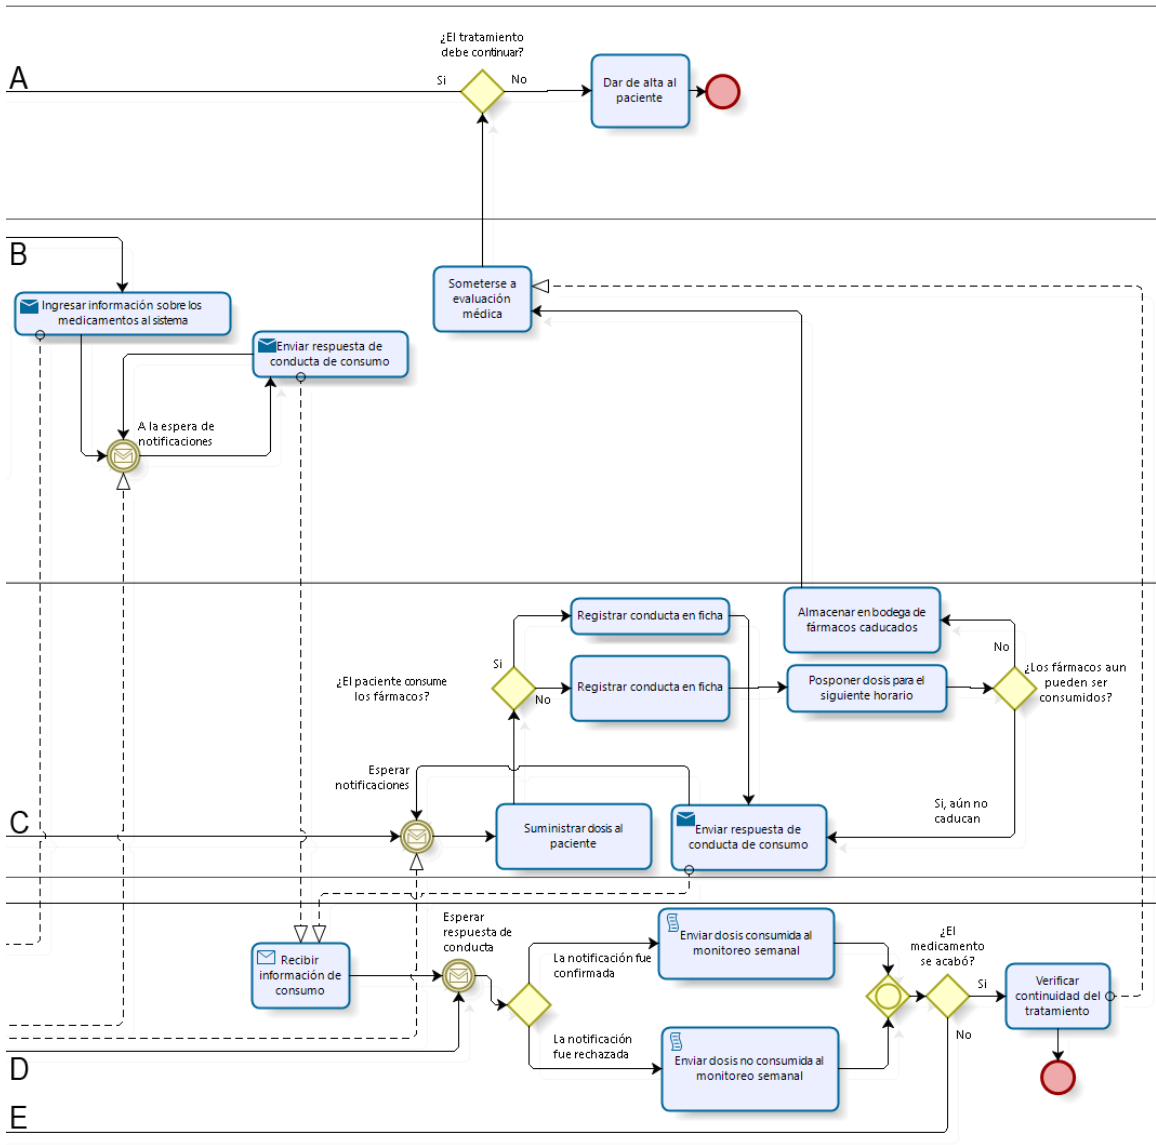 ¿El tratamiento
debe continuar?
A
Si
No
Dar de alta al
paciente
B
Ingresar información sobre los
medicamentos al sistema
Someterse a
evaluación
médica
Enviar respuesta de
conducta de consumo
A la espera de
notificaciones
Registrar conducta en ficha
Almacenar en bodega de
fármacos caducados
Si
No
¿El paciente consume
los fármacos?
No
Registrar conducta en ficha
Posponer dosis para el
siguiente horario
¿Los fármacos aun
pueden ser
consumidos?
Esperar
notificaciones
C
Suministrar dosis al
paciente
Enviar respuesta de
conducta de consumo
Si, aún no
caducan
Esperar
respuesta de
conducta
Recibir
información de
consumo
La notificación fue
confirmada
Enviar dosis consumida al
monitoreo semanal
¿El
medicamento
se acabó?
Si
Verificar
continuidad del
tratamiento
No
La notificación
fue rechazada
Enviar dosis no consumida al
monitoreo semanal
D
E